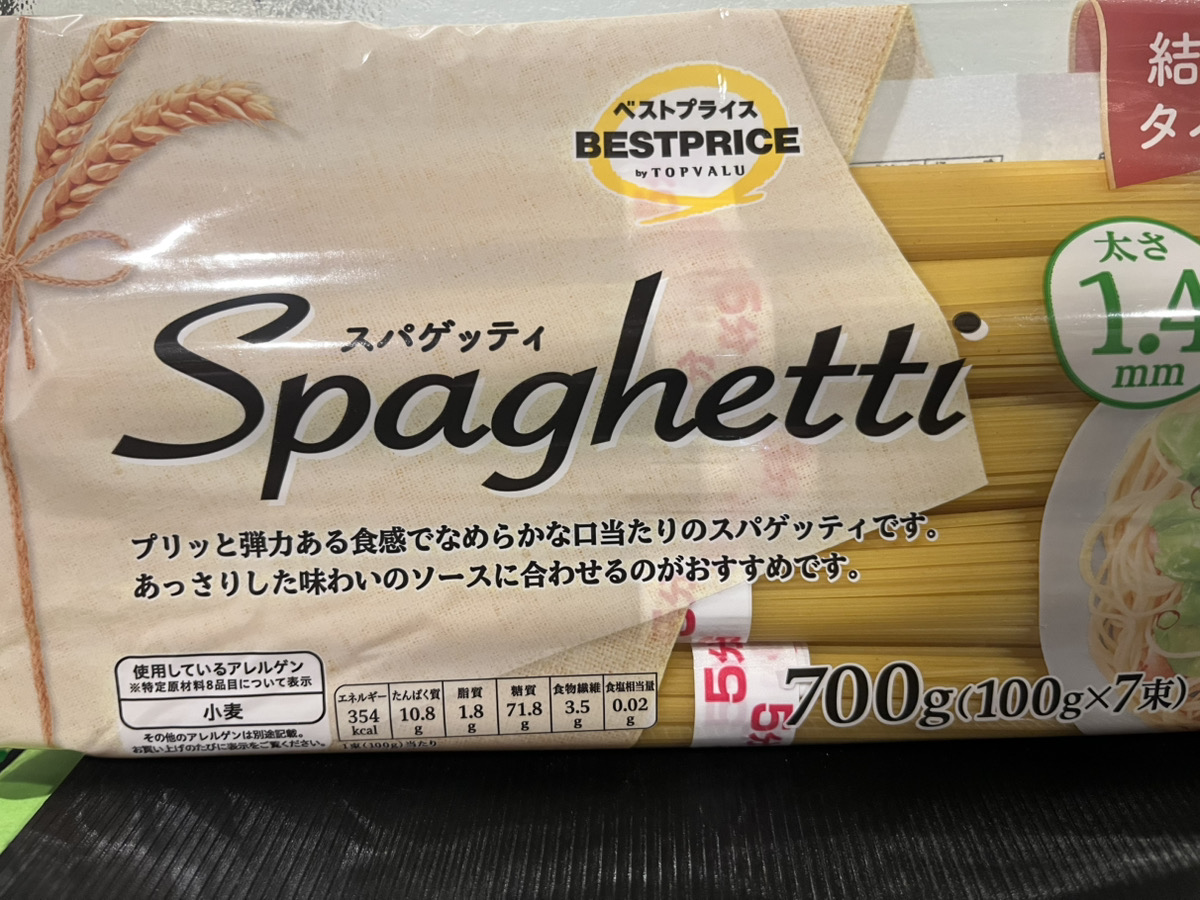 ベストプライス
BESTPRICE
by TOPVALU
結
タイ
太さ
1.4
mm
スパゲッティ
Spaghetti
プリッと弾力ある食感でなめらかな口当たりのスパゲッティです。
あっさりした味わいのソースに合わせるのがおすすめです。
使用しているアレルゲン
※特定原材料8品目について表示
小麦
その他のアレルゲンは別途記載。
お買い上げのたびに表示をご覧ください。
エネルギー たんぱく質 脂質 糖質 食物繊維 食塩相当量
354 10.8 1.8 71.8 3.5 0.02
kcal g g g g g
1束(100g)当たり
5分
5分
700g(100g×7束)